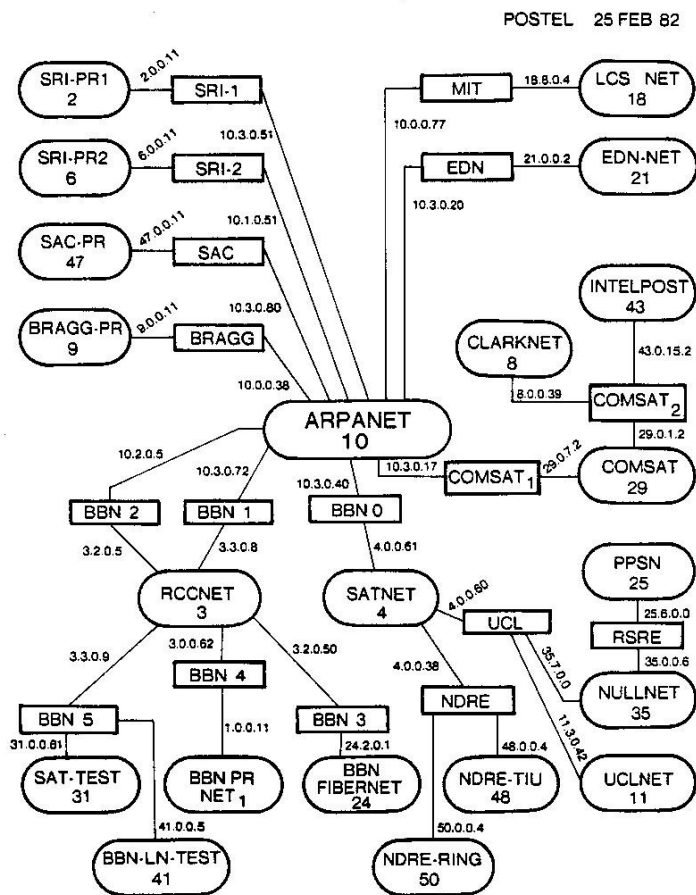 POSTEL 25 FEB 82
SRI-PR1
2
2.0.0.11
SRI-1
10.3.0.51
MIT
10.0.0.77
18.8.0.4
LCS NET
18
SRI-PR2
6
6.0.0.11
SRI-2
10.1.0.51
EDN
10.3.0.20
21.0.0.2
EDN-NET
21
SAC-PR
47
47.0.0.11
SAC
10.3.0.80
INTELPOST
43
43.0.15.2
BRAGG-PR
9
9.0.0.11
BRAGG
10.0.0.38
CLARKNET
8
8.0.0.39
COMSAT2
29.0.1.2
ARPANET
10
10.3.0.17
COMSAT1
29.0.7.2
COMSAT
29
10.2.0.5
10.3.0.72
10.3.0.40
BBN 2
BBN 1
BBN 0
3.2.0.5
3.3.0.8
4.0.0.61
RCCNET
3
SATNET
4
4.0.0.60
UCL
PPSN
25
25.6.0.0
RSRE
35.0.0.6
35.7.0.0
NULLNET
35
3.3.0.9
3.0.0.62
3.2.0.50
4.0.0.38
BBN 4
NDRE
11.3.0.42
BBN 5
BBN 3
31.0.0.61
1.0.0.11
24.2.0.1
48.0.0.4
SAT-TEST
31
BBN PR
NET1
BBN
FIBERNET
24
NDRE-TIU
48
UCLNET
11
41.0.0.5
50.0.0.4
BBN-LN-TEST
41
NDRE-RING
50